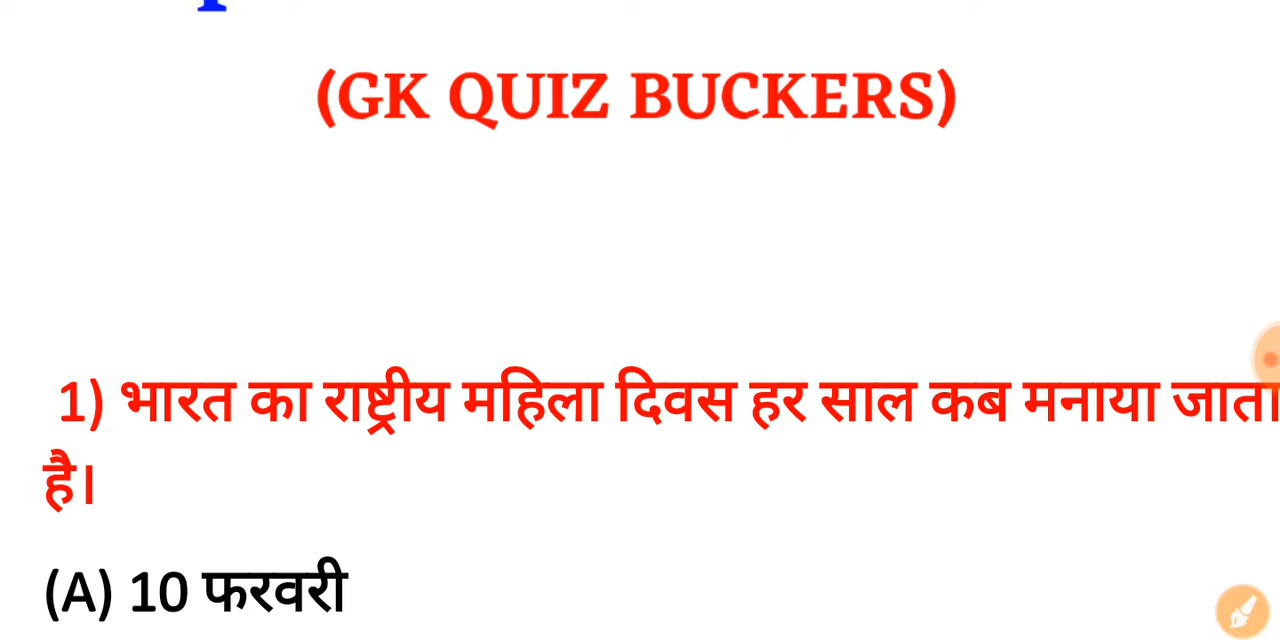 (GK QUIZ BUCKERS)
1) भारत का राष्ट्रीय महिला दिवस हर साल कब मनाया जाता
है।
(A) 10 फरवरी